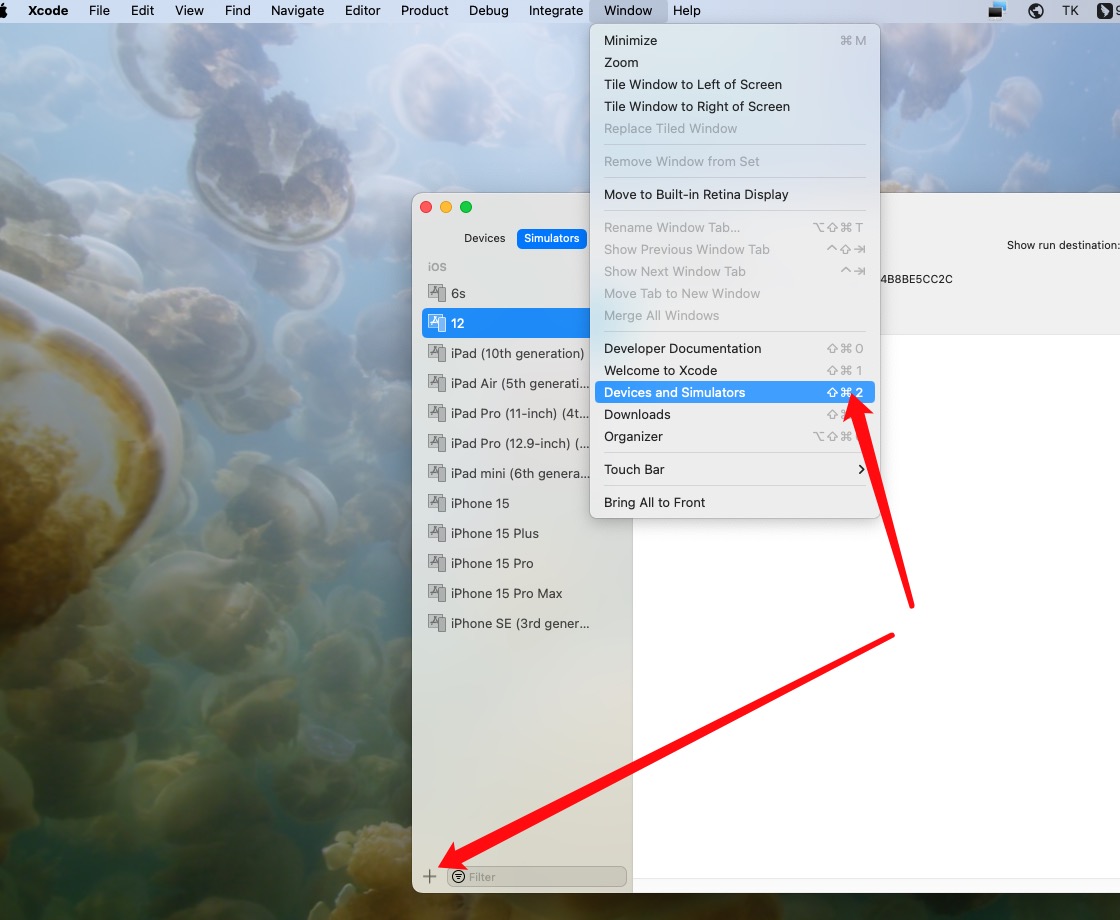 Xcode File Edit View Find Navigate Editor Product Debug Integrate Window Help TK
Minimize ⌘ M
Zoom
Tile Window to Left of Screen
Tile Window to Right of Screen
Replace Tiled Window
Remove Window from Set
Move to Built-in Retina Display
Rename Window Tab... ⌥⇧⌘ T
Show Previous Window Tab ^⇧⇥
Show Next Window Tab ^⇥
Move Tab to New Window
Merge All Windows
Developer Documentation ⇧⌘ 0
Welcome to Xcode ⇧⌘ 1
Devices and Simulators ⇧⌘ 2
Downloads ⇧
Organizer ⌥⇧⌘
Touch Bar
Bring All to Front
Devices Simulators
iOS
6s
12
iPad (10th generation)
iPad Air (5th generati...
iPad Pro (11-inch) (4t...
iPad Pro (12.9-inch) (...
iPad mini (6th genera...
iPhone 15
iPhone 15 Plus
iPhone 15 Pro
iPhone 15 Pro Max
iPhone SE (3rd gener...
Filter
Show run destination:
4B8BE5CC2C